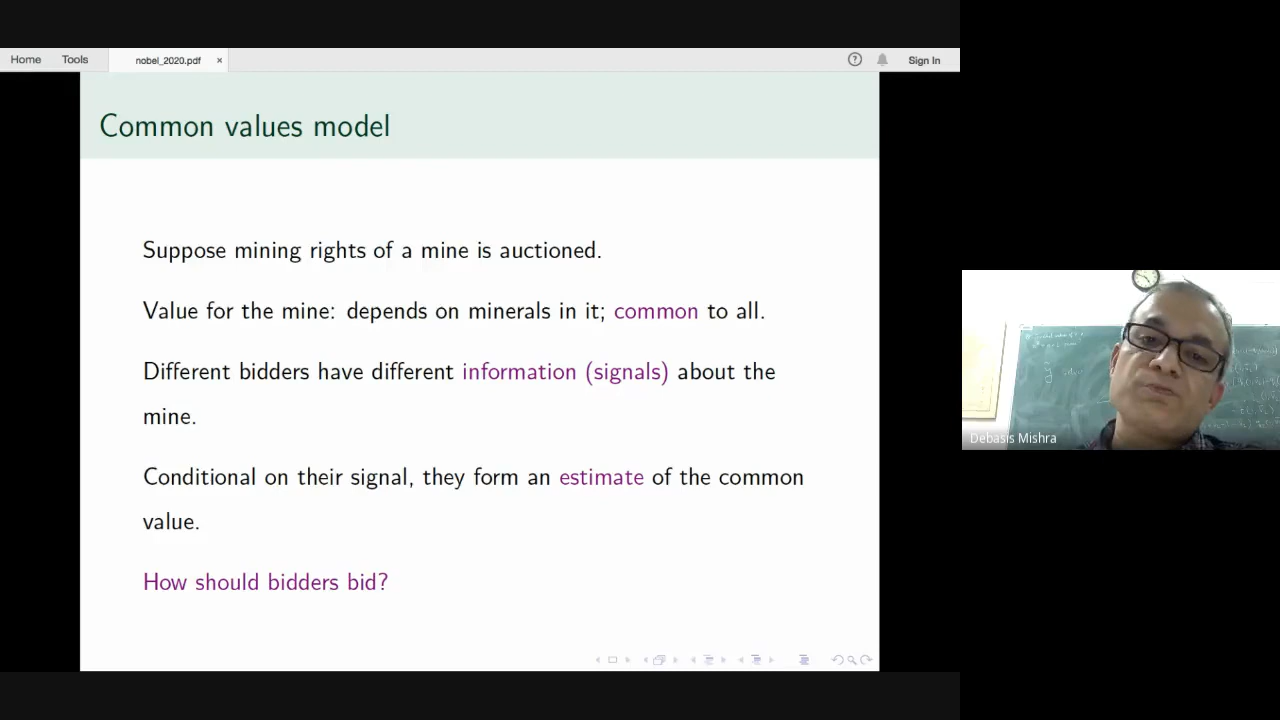 Home Tools nobel_2020.pdf × Sign In
Common values model
Suppose mining rights of a mine is auctioned.
Value for the mine: depends on minerals in it; common to all.
Different bidders have different information (signals) about the
mine.
Conditional on their signal, they form an estimate of the common
value.
How should bidders bid?
Debasis Mishra